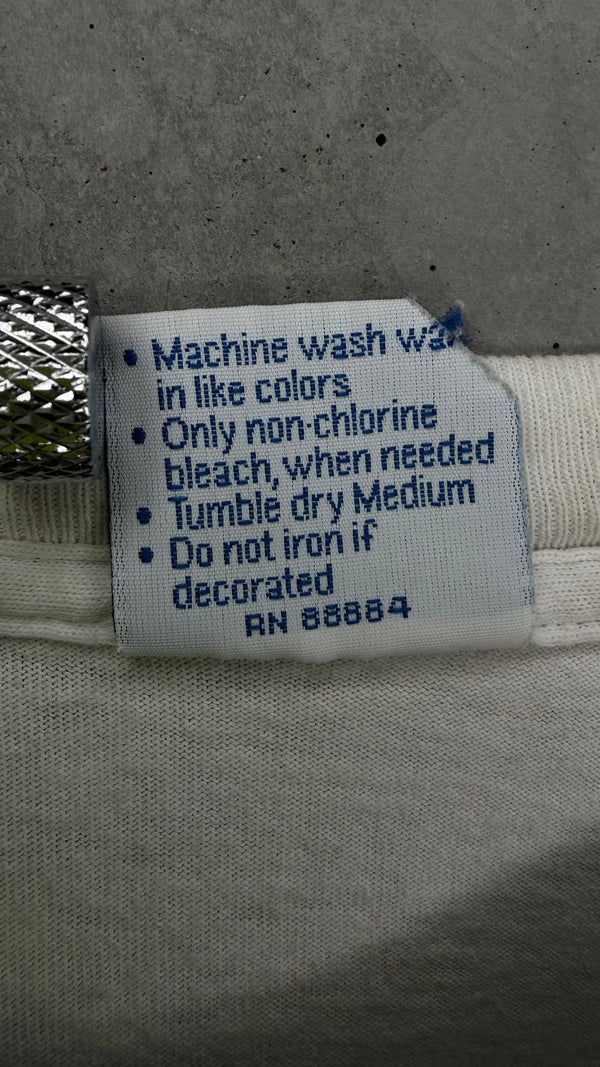 • Machine wash
in like colors
• Only non-chlorine
bleach, when needed
• Tumble dry Medium
• Do not iron if
decorated
RN 88884